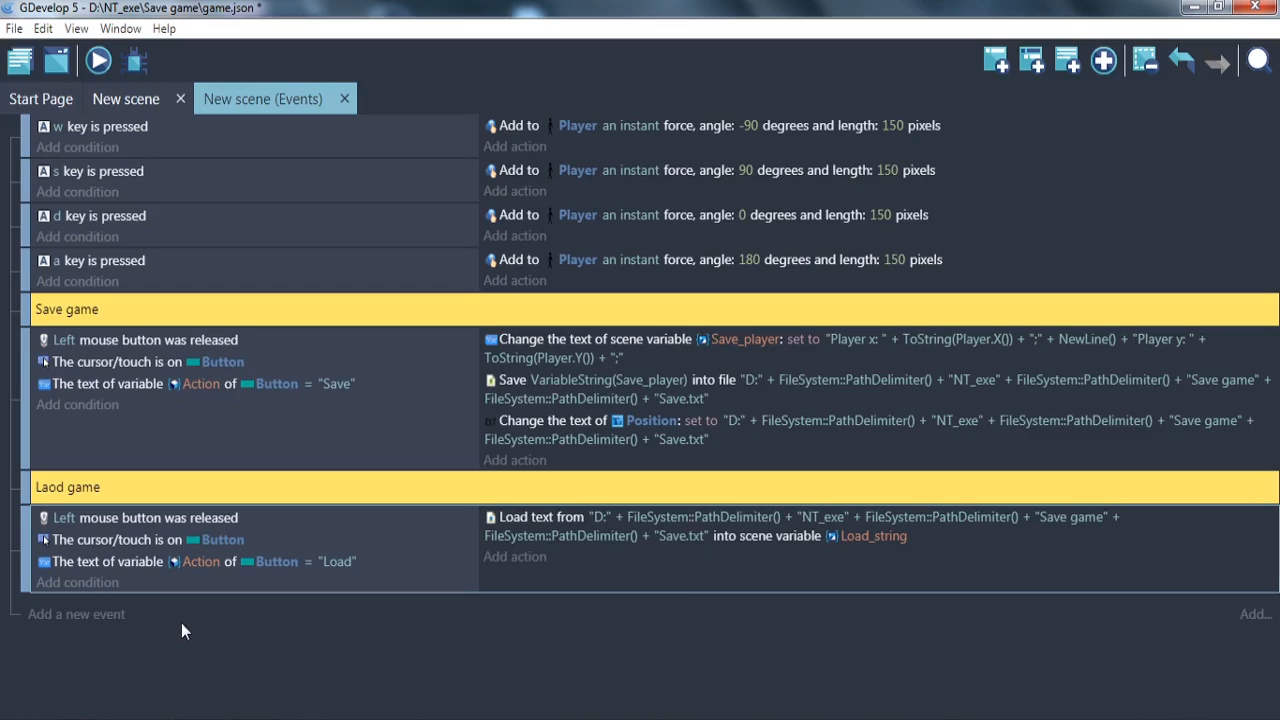 GDevelop 5 - D:\NT_exe\Save game\game.json *
File Edit View Window Help
Start Page New scene New scene (Events)
w key is pressed Add to Player an instant force, angle: -90 degrees and length: 150 pixels
Add condition Add action
s key is pressed Add to Player an instant force, angle: 90 degrees and length: 150 pixels
Add condition Add action
d key is pressed Add to Player an instant force, angle: 0 degrees and length: 150 pixels
Add condition Add action
a key is pressed Add to Player an instant force, angle: 180 degrees and length: 150 pixels
Add condition Add action
Save game
Left mouse button was released
The cursor/touch is on Button
The text of variable Action of Button = "Save"
Add condition
Change the text of scene variable Save_player: set to "Player x: " + ToString(Player.X()) + ";" + NewLine() + "Player y: " +
ToString(Player.Y()) + ";"
Save VariableString(Save_player) into file "D:" + FileSystem::PathDelimiter() + "NT_exe" + FileSystem::PathDelimiter() + "Save game" +
FileSystem::PathDelimiter() + "Save.txt"
Change the text of Position: set to "D:" + FileSystem::PathDelimiter() + "NT_exe" + FileSystem::PathDelimiter() + "Save game" +
FileSystem::PathDelimiter() + "Save.txt"
Add action
Laod game
Left mouse button was released
The cursor/touch is on Button
The text of variable Action of Button = "Load"
Add condition
Load text from "D:" + FileSystem::PathDelimiter() + "NT_exe" + FileSystem::PathDelimiter() + "Save game" +
FileSystem::PathDelimiter() + "Save.txt" into scene variable Load_string
Add action
Add a new event Add...